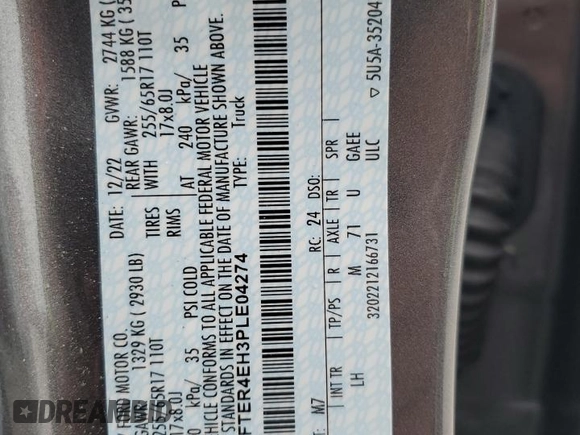 FORD MOTOR CO. DATE: 12/22 GVWR: 2744 KG (
1329 KG ( 2930 LB) REAR GAWR: 1588 KG ( 35
255/65R17 110T TIRES WITH 255/65R17 110T
17x8.0J RIMS 17x8.0J
0 kPa/ 35 PSI COLD AT 240 kPa/ 35 P
VEHICLE CONFORMS TO ALL APPLICABLE FEDERAL MOTOR VEHICLE
STANDARDS IN EFFECT ON THE DATE OF MANUFACTURE SHOWN ABOVE.
FTER4EH3PLE04274 TYPE: Truck
M7 RC: 24 DSO:
INT TR TP/PS R AXLE TR SPR
LH M 71 U GAEE
3202212166731 ULC
▽ 5U5A-35204
DREAMBID